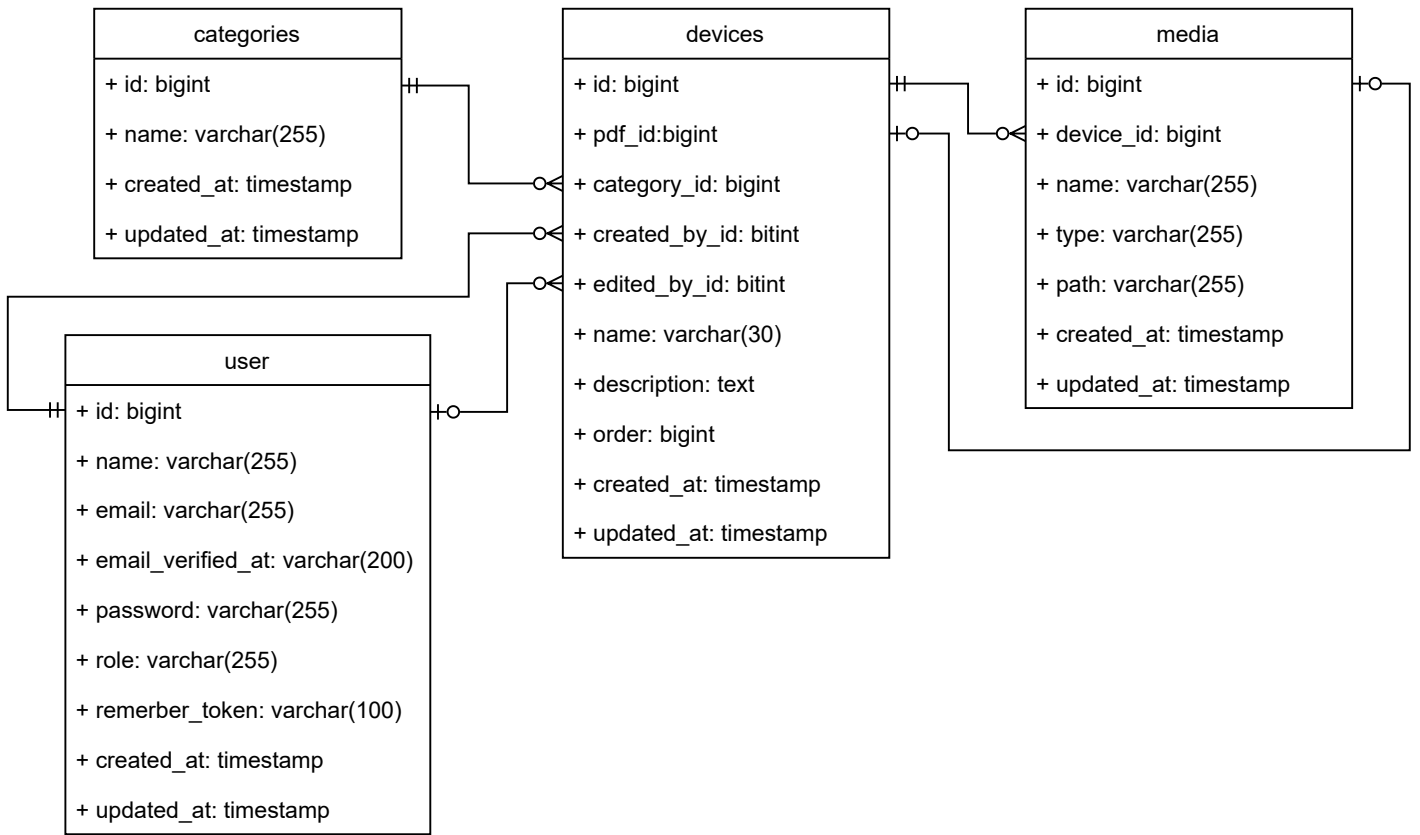 categories
+ id: bigint
+ name: varchar(255)
+ created_at: timestamp
+ updated_at: timestamp
devices
+ id: bigint
+ pdf_id:bigint
+ category_id: bigint
+ created_by_id: bitint
+ edited_by_id: bitint
+ name: varchar(30)
+ description: text
+ order: bigint
+ created_at: timestamp
+ updated_at: timestamp
media
+ id: bigint
+ device_id: bigint
+ name: varchar(255)
+ type: varchar(255)
+ path: varchar(255)
+ created_at: timestamp
+ updated_at: timestamp
user
+ id: bigint
+ name: varchar(255)
+ email: varchar(255)
+ email_verified_at: varchar(200)
+ password: varchar(255)
+ role: varchar(255)
+ remerber_token: varchar(100)
+ created_at: timestamp
+ updated_at: timestamp